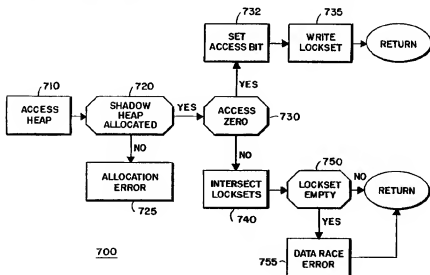 732
735
SET
ACCESS BIT
WRITE
LOCKSET
RETURN
710
720
YES
ACCESS
HEAP
SHADOW
HEAP
ALLOCATED
YES
ACCESS
ZERO
730
NO
NO
750
ALLOCATION
ERROR
INTERSECT
LOCKSETS
LOCKSET
EMPTY
NO
RETURN
725
740
YES
700
755
DATA RACE
ERROR